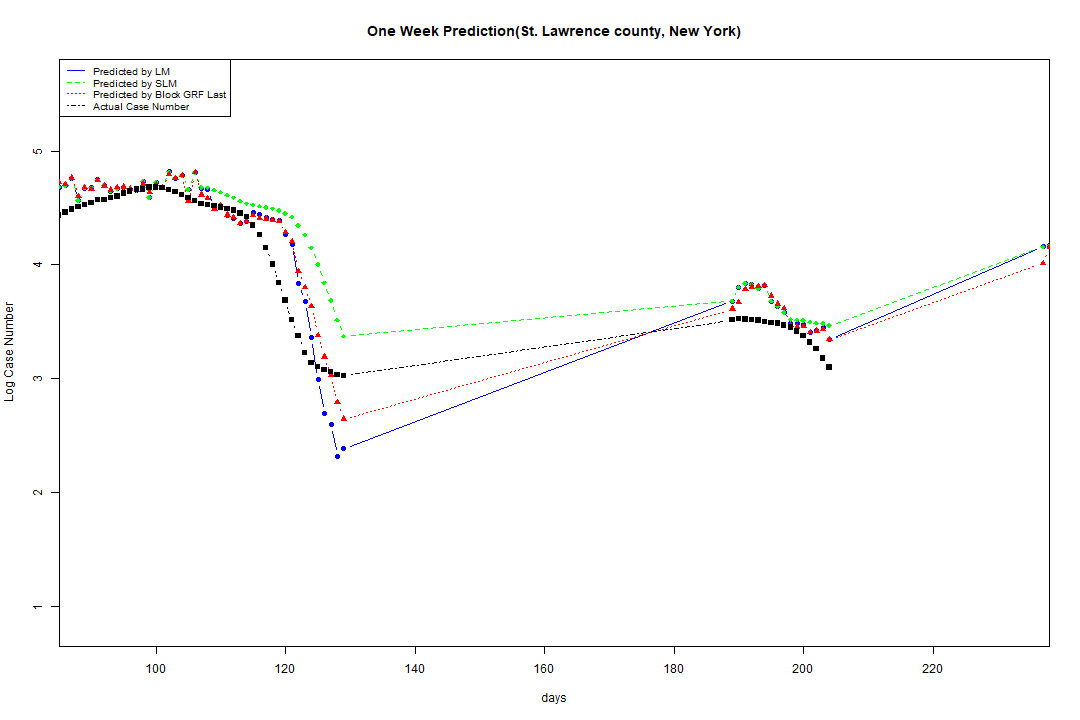 One Week Prediction(St. Lawrence county, New York)
Predicted by LM
Predicted by SLM
Predicted by Block GRF Last
Actual Case Number
5
4
3
2
1
Log Case Number
100 120 140 160 180 200 220
days